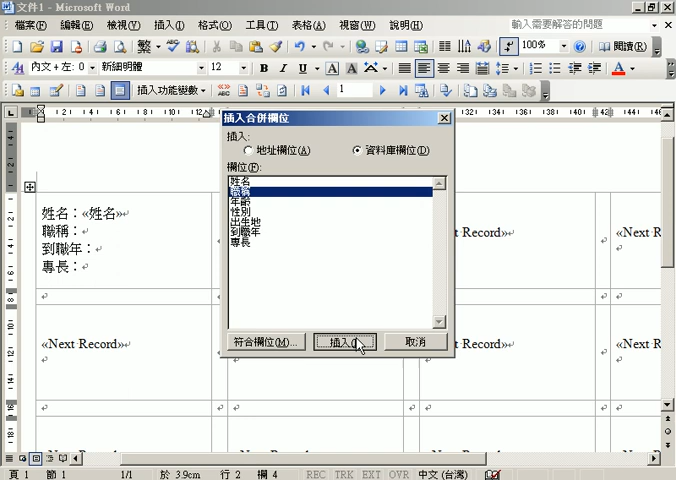 文件1 - Microsoft Word
檔案(F) 編輯(E) 檢視(V) 插入(I) 格式(O) 工具(T) 表格(A) 視窗(W) 說明(H) 輸入需要解答的問題
100% 閱讀(R)
內文 + 左: 0 新細明體 12 B I U A A A
插入功能變數 1
插入合併欄位
插入:
地址欄位(A) 資料庫欄位(D)
欄位(F):
姓名
職稱
年齡
性別
出生地
到職年
專長
符合欄位(M)... 插入(I) 取消
姓名：«姓名»
職稱：
到職年：
專長：
Next Record»
«Next R
«Next Record»
Next Record»
«Next R
頁 1 節 1 1/1 於 3.9cm 行 2 欄 4 REC TRK EXT OVR 中文 (台灣)